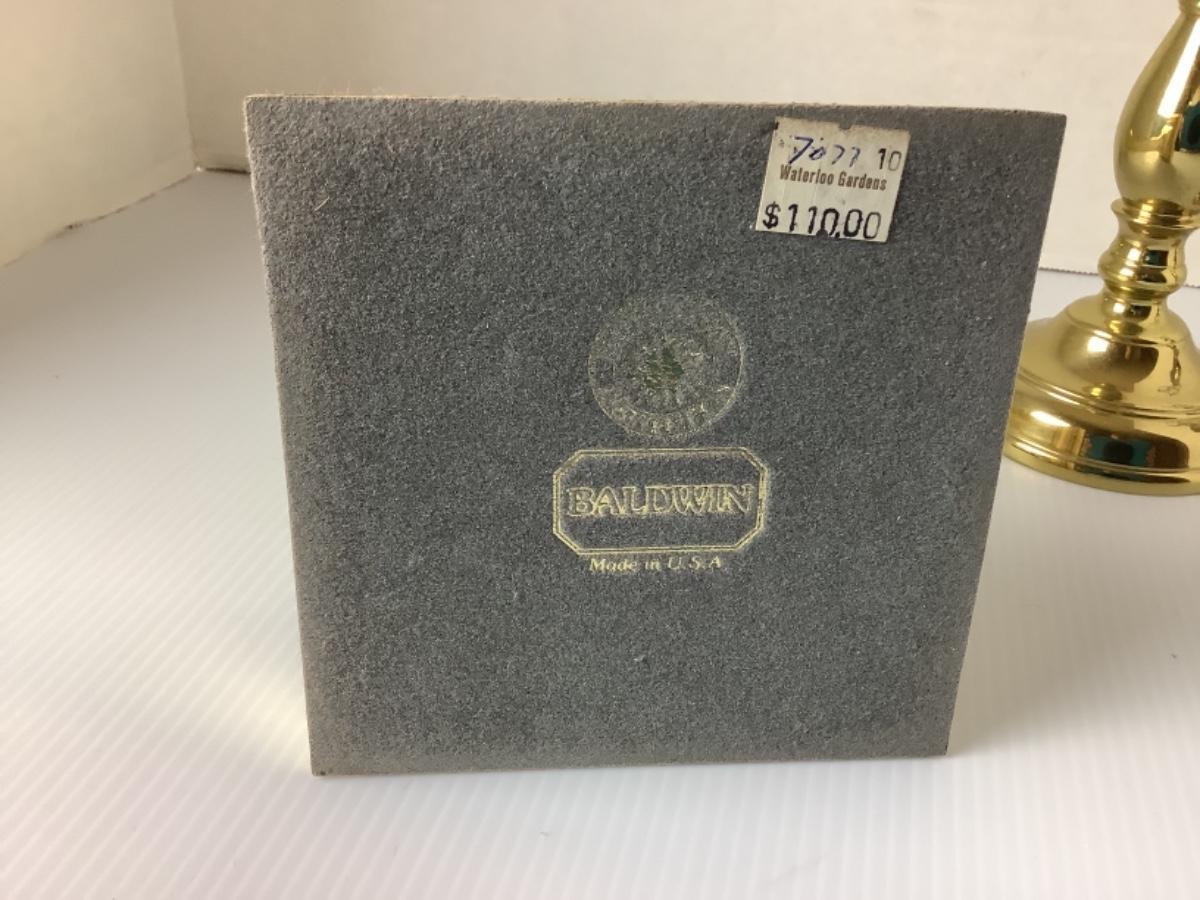 7077 10
Waterloo Gardens
$110.00
BALDWIN
Made in U.S.A